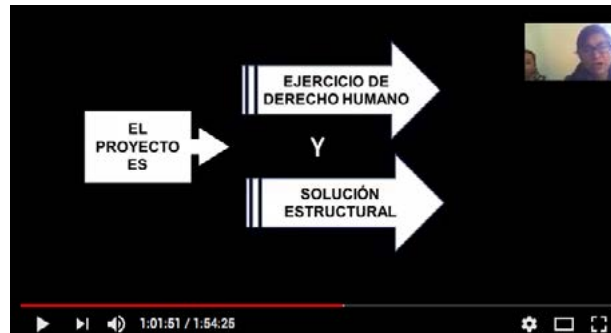 EJERCICIO DE
DERECHO HUMANO
EL
PROYECTO
ES
Y
SOLUCIÓN
ESTRUCTURAL
1:01:51 / 1:54:25